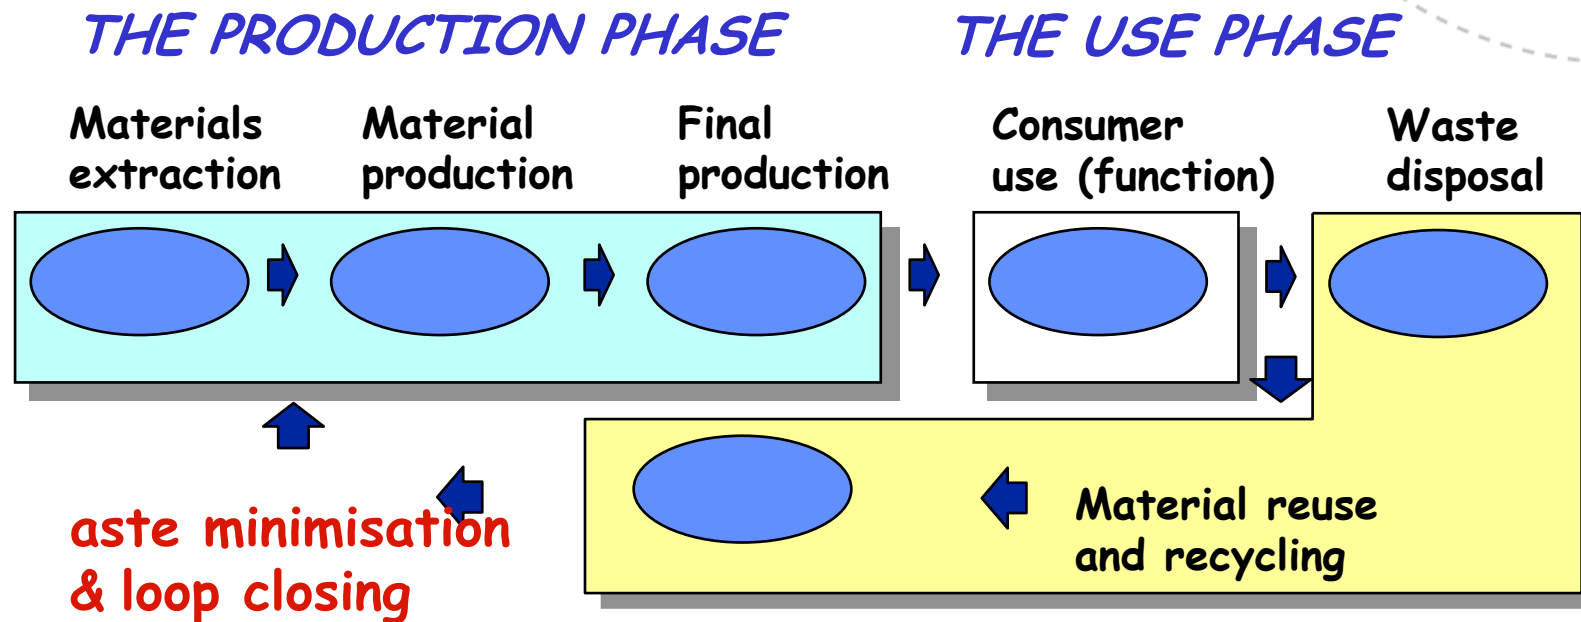 THE PRODUCTION PHASE
THE USE PHASE
Materials
extraction
Material
production
Final
production
Consumer
use (function)
Waste
disposal
Material reuse
and recycling
aste minimisation
& loop closing